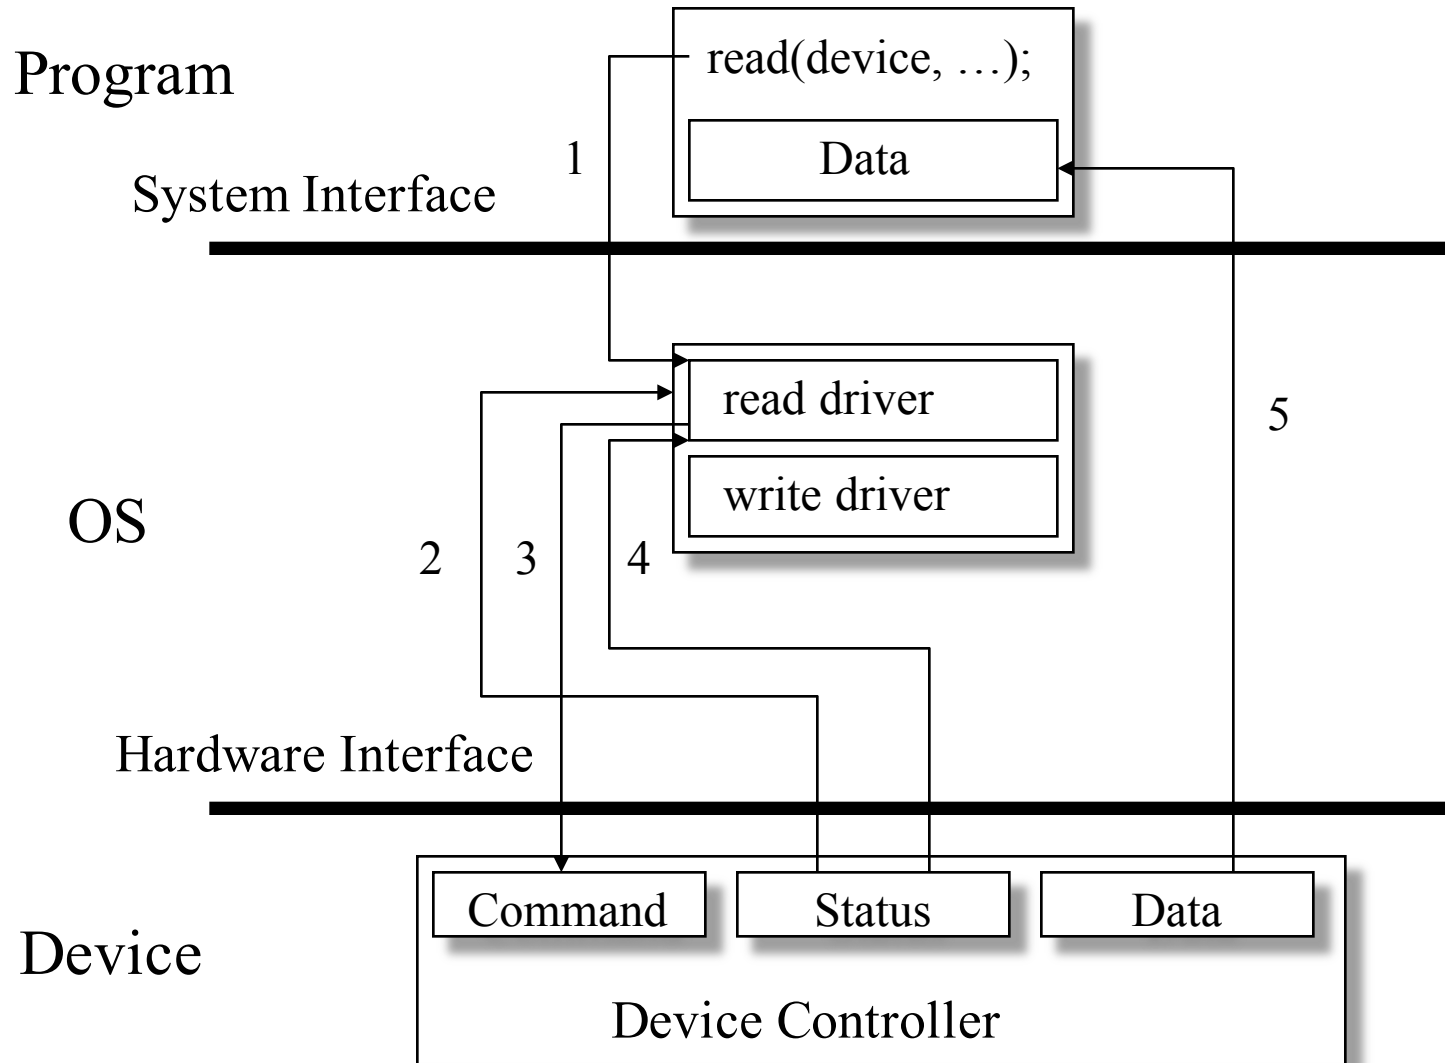 Program
read(device, …);
1
Data
System Interface
read driver
5
write driver
OS
2
3
4
Hardware Interface
Command
Status
Data
Device
Device Controller